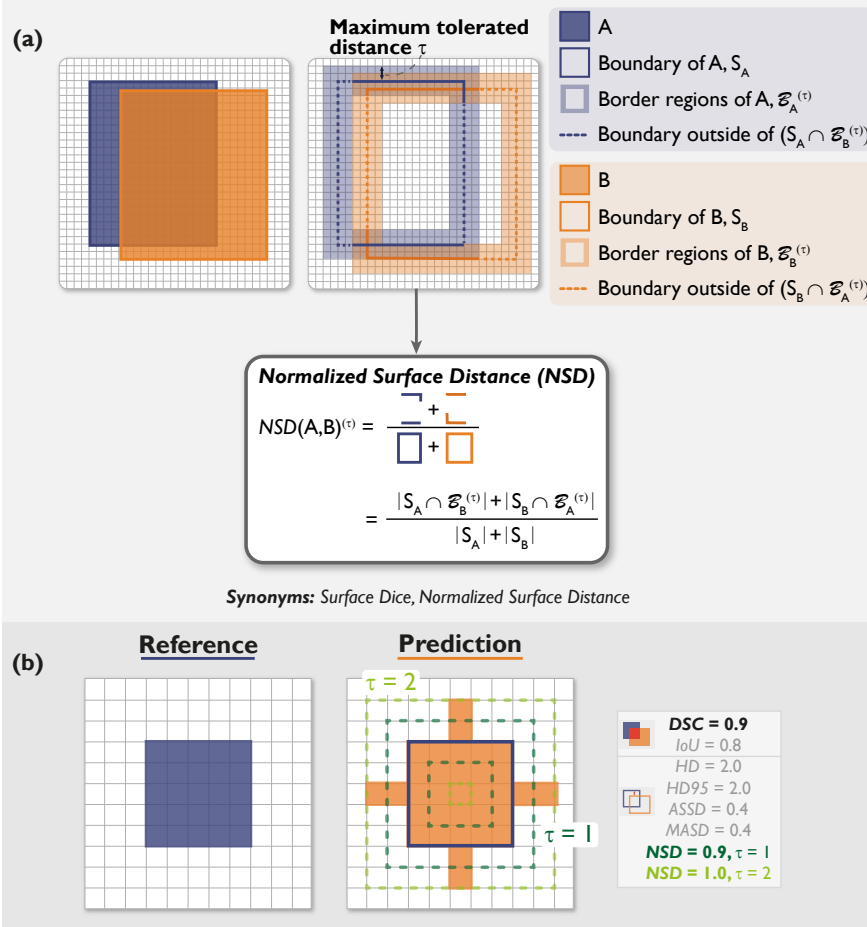 (a)
Maximum tolerated
distance τ
A
Boundary of A, S_A
Border regions of A, ℬ_A^(τ)
Boundary outside of (S_A ∩ ℬ_B^(τ))
B
Boundary of B, S_B
Border regions of B, ℬ_B^(τ)
Boundary outside of (S_B ∩ ℬ_A^(τ))
Normalized Surface Distance (NSD)
NSD(A,B)^(τ) = + / +
= |S_A ∩ ℬ_B^(τ)| + |S_B ∩ ℬ_A^(τ)| / |S_A| + |S_B|
Synonyms: Surface Dice, Normalized Surface Distance
(b)
Reference
Prediction
τ = 2
τ = 1
DSC = 0.9
IoU = 0.8
HD = 2.0
HD95 = 2.0
ASSD = 0.4
MASD = 0.4
NSD = 0.9, τ = 1
NSD = 1.0, τ = 2